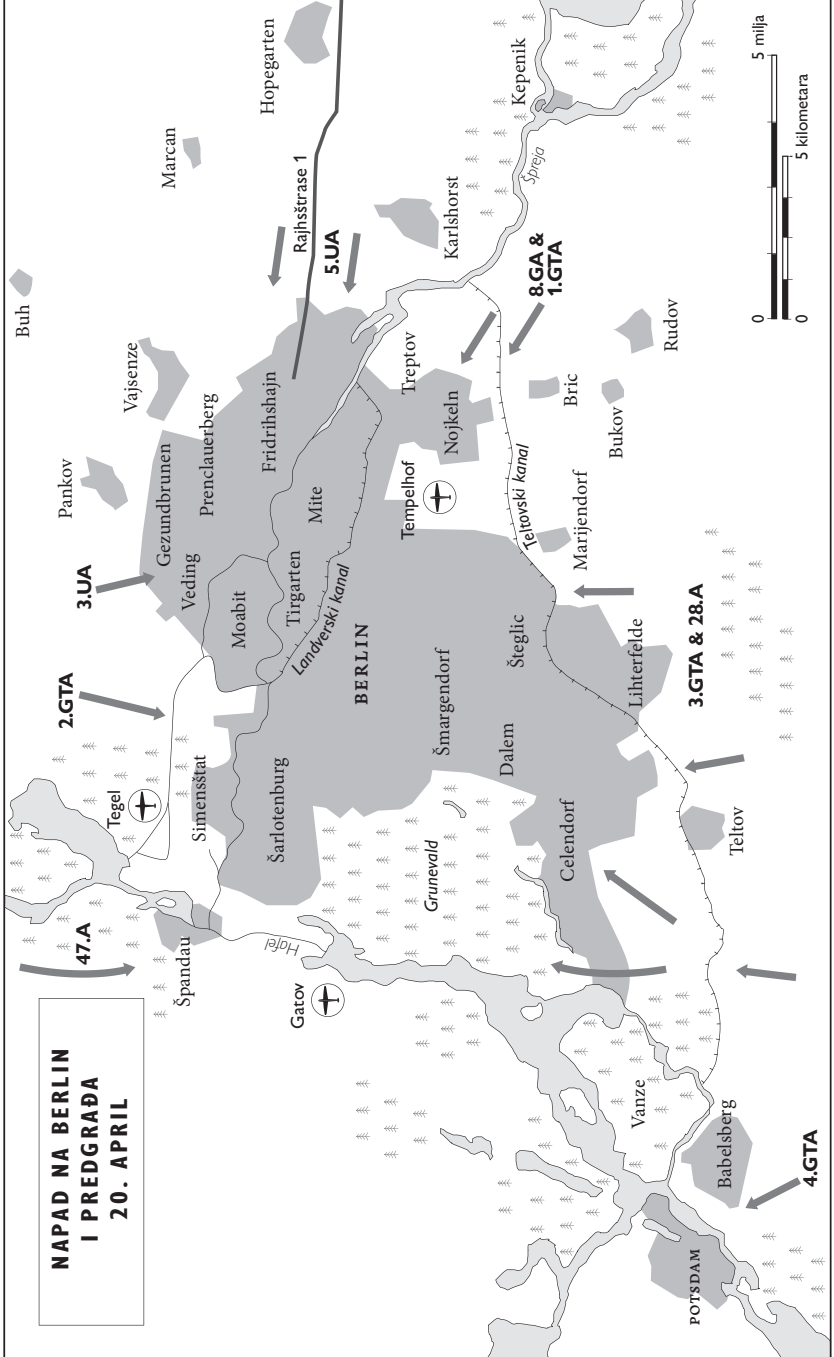 NAPAD NA BERLIN
I PREDGRAĐA
20. APRIL
47.A
Špandau
Hafel
Gatov
Tegel
2.GTA
3.UA
Pankov
Buh
Vajsenze
Marcan
Hopegarten
Simensštat
Šarlotenburg
Gezundbrunen
Veding
Prenclauerberg
Moabit
Tirgarten
Fridrihshajn
Mite
Rajhsštrase 1
5.UA
Karlshorst
Kepenik
Špreja
Landverski kanal
BERLIN
Grunevald
Šmargendorf
Dalem
Šteglic
Tempelhof
Treptov
Nojkeln
8.GA &
1.GTA
Teltovski kanal
Bric
Bukov
Rudov
Marijendorf
Celendorf
Lihterfelde
3.GTA & 28.A
Teltov
Vanze
Babelsberg
POTSDAM
4.GTA
0
5 milja
0
5 kilometara